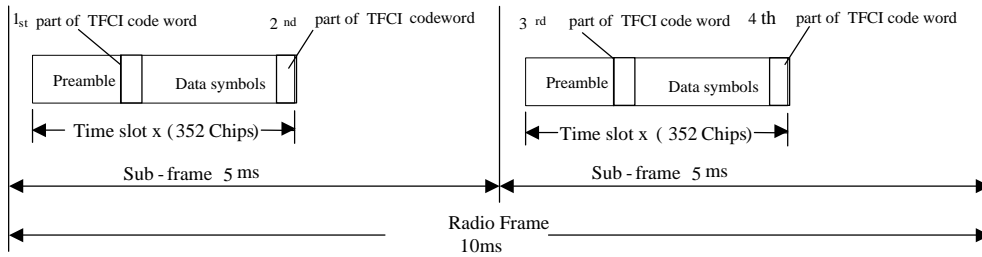 1st part of TFCI code word 2 nd part of TFCI codeword 3 rd part of TFCI code word 4 th part of TFCI code word
Preamble Data symbols Preamble Data symbols
Time slot x ( 352 Chips) Time slot x ( 352 Chips)
Sub - frame 5 ms Sub - frame 5 ms
Radio Frame
10ms